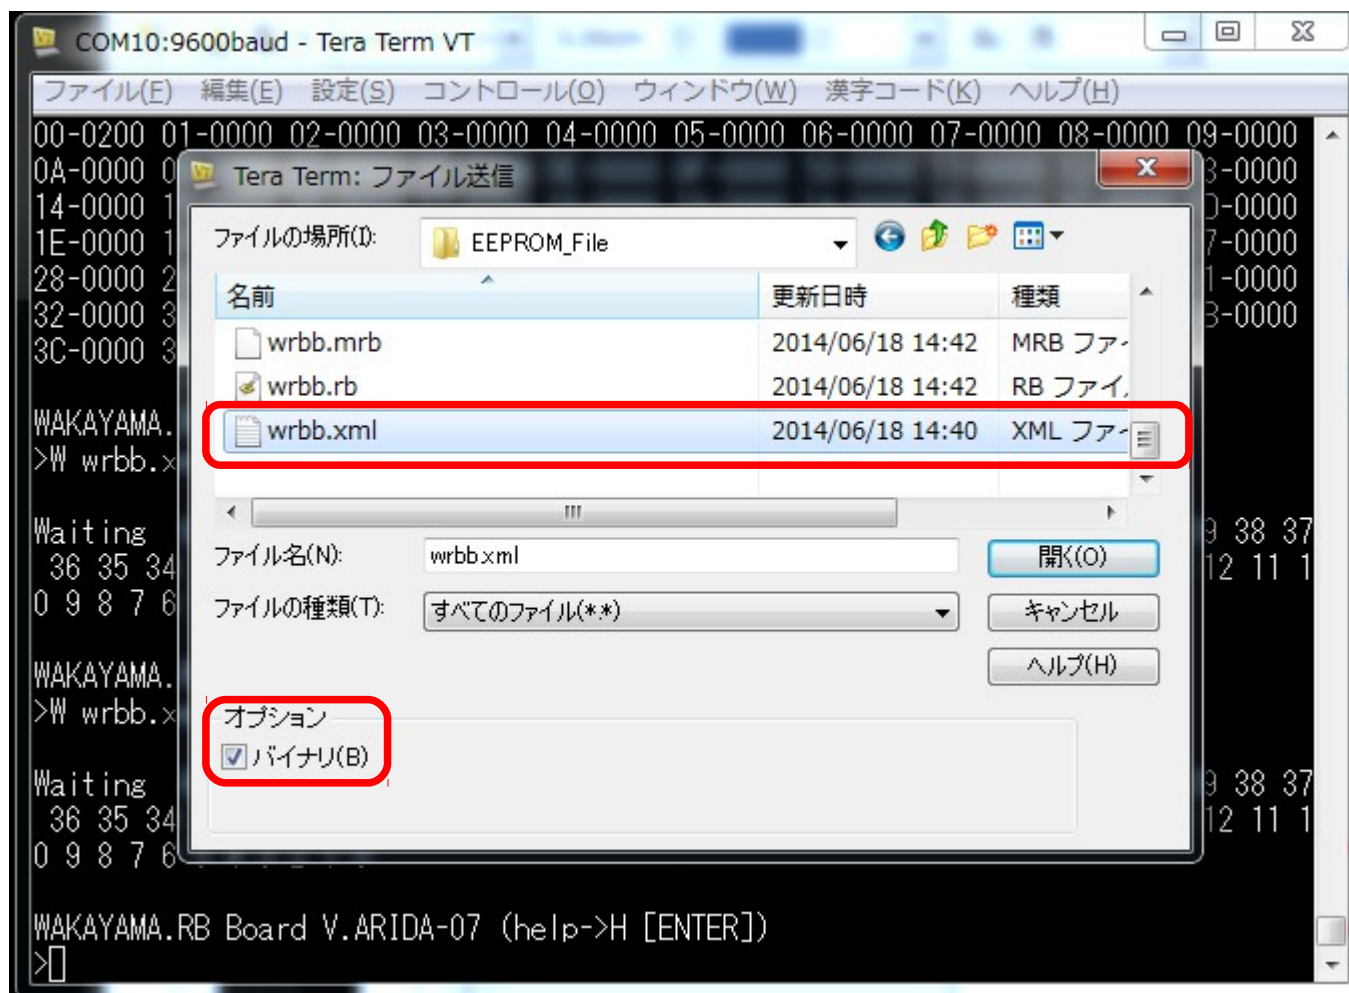 COM10:9600baud - Tera Term VT
ファイル(F) 編集(E) 設定(S) コントロール(O) ウィンドウ(W) 漢字コード(K) ヘルプ(H)
00-0200 01-0000 02-0000 03-0000 04-0000 05-0000 06-0000 07-0000 08-0000 09-0000
0A-0000 0
3-0000
14-0000 1
D-0000
1E-0000 1
7-0000
28-0000 2
1-0000
32-0000 3
B-0000
3C-0000 3
WAKAYAMA.
>W wrbb.x
Waiting
9 38 37
36 35 34
12 11 1
0 9 8 7 6
WAKAYAMA.
>W wrbb.x
Waiting
9 38 37
36 35 34
12 11 1
0 9 8 7 6
Tera Term: ファイル送信
ファイルの場所(I):
EEPROM_File
名前 更新日時 種類
wrbb.mrb 2014/06/18 14:42 MRB ファ
wrbb.rb 2014/06/18 14:42 RB ファイ
wrbb.xml 2014/06/18 14:40 XML ファ
ファイル名(N): wrbb.xml 開く(O)
ファイルの種類(T): すべてのファイル(*.*) キャンセル
ヘルプ(H)
オプション
バイナリ(B)
WAKAYAMA.RB Board V.ARIDA-07 (help->H [ENTER])
>